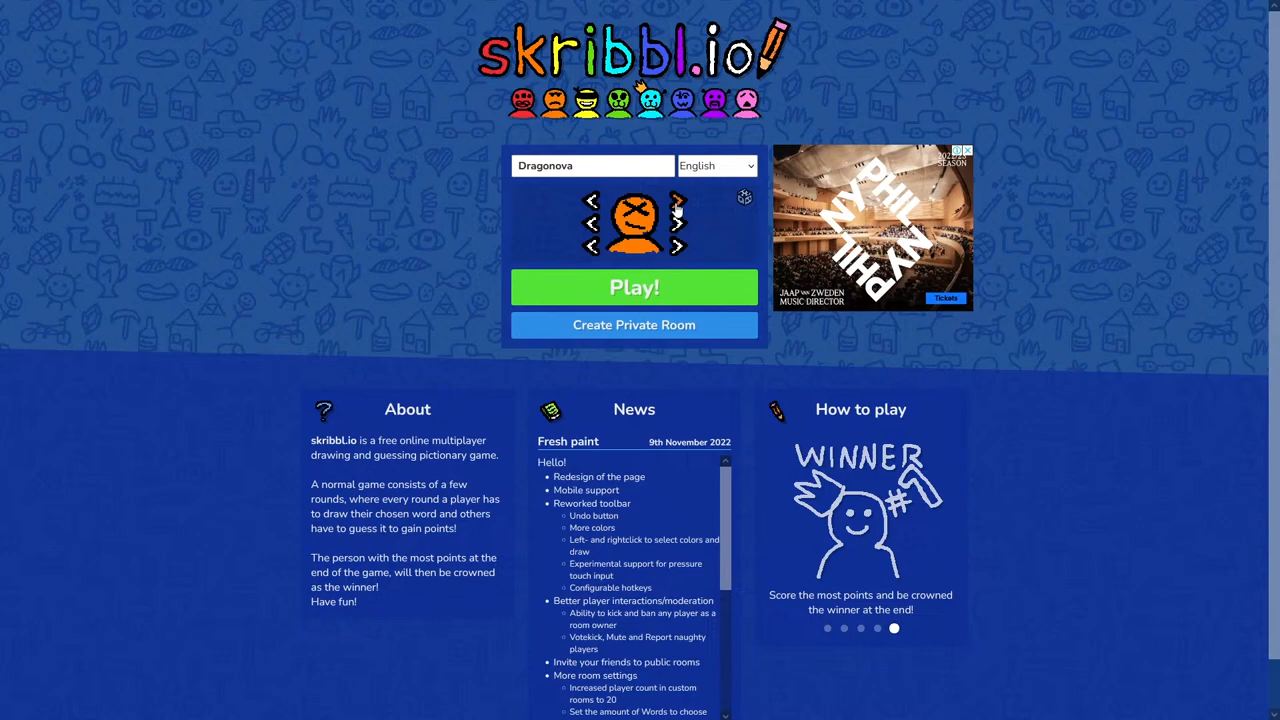 skribbl.io
Dragonova
English
Play!
Create Private Room
2022/23
SEASON
NY PHIL
NY PHIL
JAAP VAN ZWEDEN
MUSIC DIRECTOR
Tickets
About
skribbl.io is a free online multiplayer
drawing and guessing pictionary game.
A normal game consists of a few
rounds, where every round a player has
to draw their chosen word and others
have to guess it to gain points!
The person with the most points at the
end of the game, will then be crowned
as the winner!
Have fun!
News
Fresh paint 9th November 2022
Hello!
Redesign of the page
Mobile support
Reworked toolbar
Undo button
More colors
Left- and rightclick to select colors and
draw
Experimental support for pressure
touch input
Configurable hotkeys
Better player interactions/moderation
Ability to kick and ban any player as a
room owner
Votekick, Mute and Report naughty
players
Invite your friends to public rooms
More room settings
Increased player count in custom
rooms to 20
Set the amount of Words to choose
How to play
WINNER
#1
Score the most points and be crowned
the winner at the end!